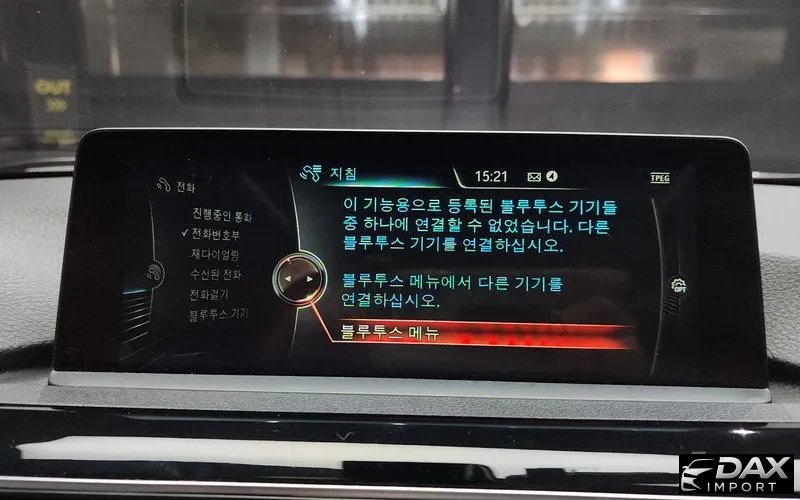 OUT
전화
진행중인 통화
✓ 전화번호부
재다이얼링
수신된 전화
전화걸기
블루투스 기기
지침
15:21
TPEG
이 기능용으로 등록된 블루투스 기기들
중 하나에 연결할 수 없었습니다. 다른
블루투스 기기를 연결하십시오.
블루투스 메뉴에서 다른 기기를
연결하십시오.
블루투스 메뉴
OFF
DAX
IMPORT